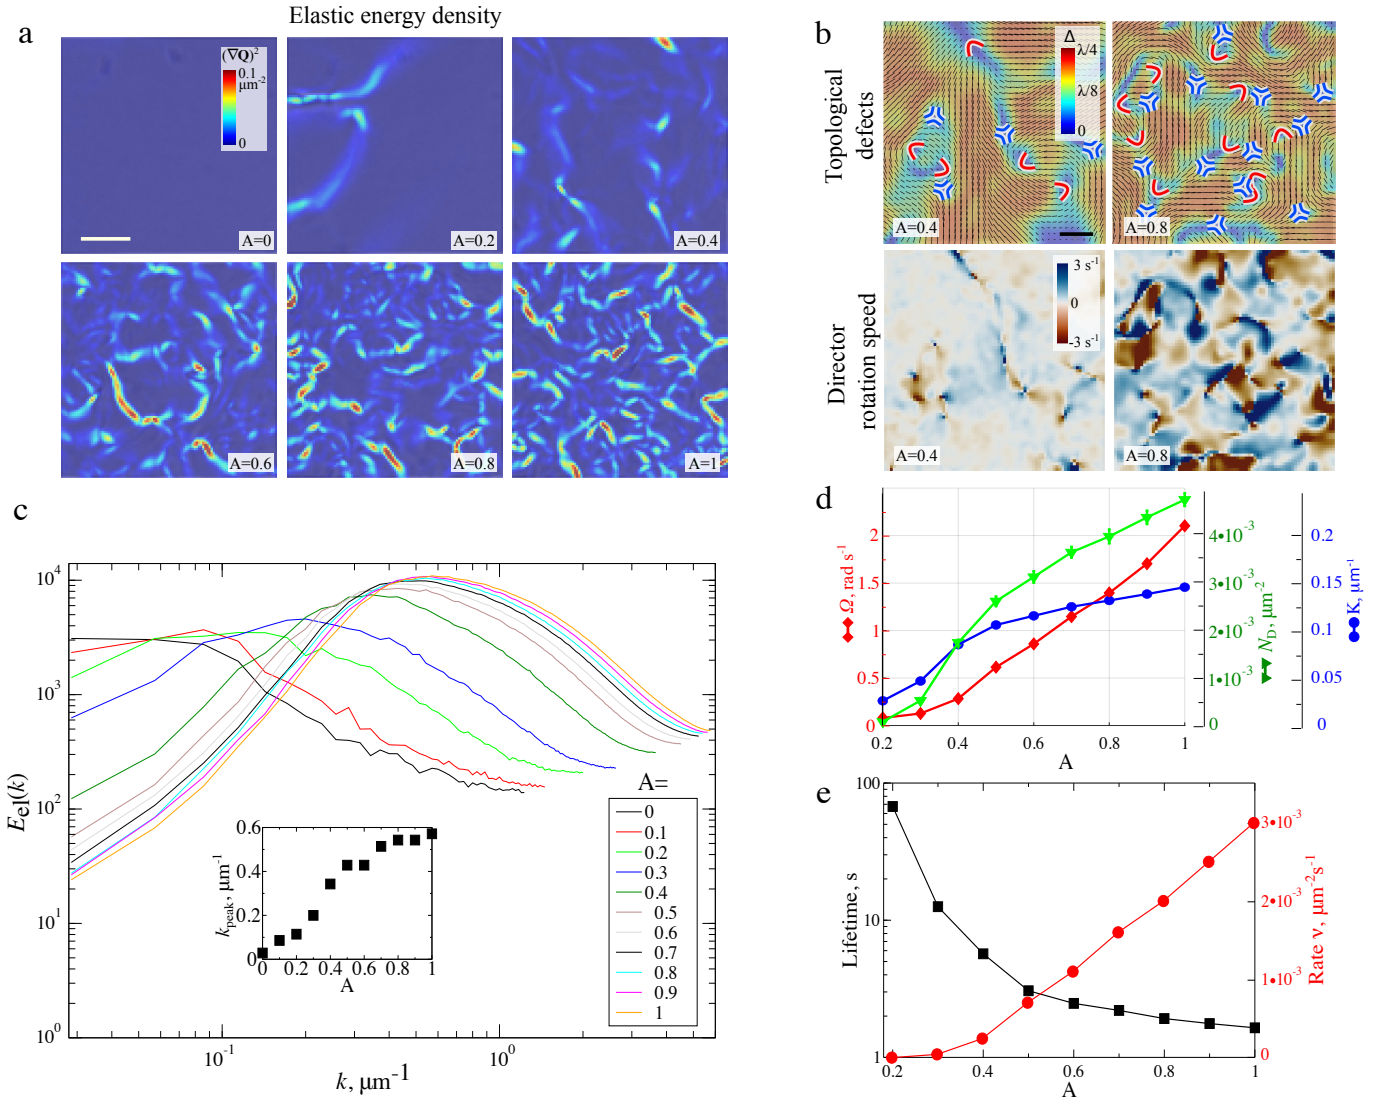 Elastic energy density
a
(∇Q)²
0.1
μm⁻²
0
A=0
A=0.2
A=0.4
A=0.6
A=0.8
A=1
b
Topological
defects
Δ
λ/4
λ/8
0
A=0.4
A=0.8
Director
rotation speed
3 s⁻¹
0
-3 s⁻¹
A=0.4
A=0.8
c
10⁴
10³
10²
10¹
10⁰
Eel(k)
10⁻¹
10⁰
k, μm⁻¹
0.6
0.4
0.2
0
kpeak, μm⁻¹
0
0.2
0.4
0.6
0.8
1
A
A=
0
0.1
0.2
0.3
0.4
0.5
0.6
0.7
0.8
0.9
1
d
2
1.5
1
0.5
0
Ω, rad s⁻¹
0.2
0.4
0.6
0.8
1
A
4•10⁻³
3•10⁻³
2•10⁻³
1•10⁻³
0
N_D, μm⁻²
0.2
0.15
0.1
0.05
0
K, μm⁻¹
e
100
10
1
Lifetime, s
0.2
0.4
0.6
0.8
1
A
3•10⁻³
2•10⁻³
1•10⁻³
0
Rate ν, μm⁻²s⁻¹